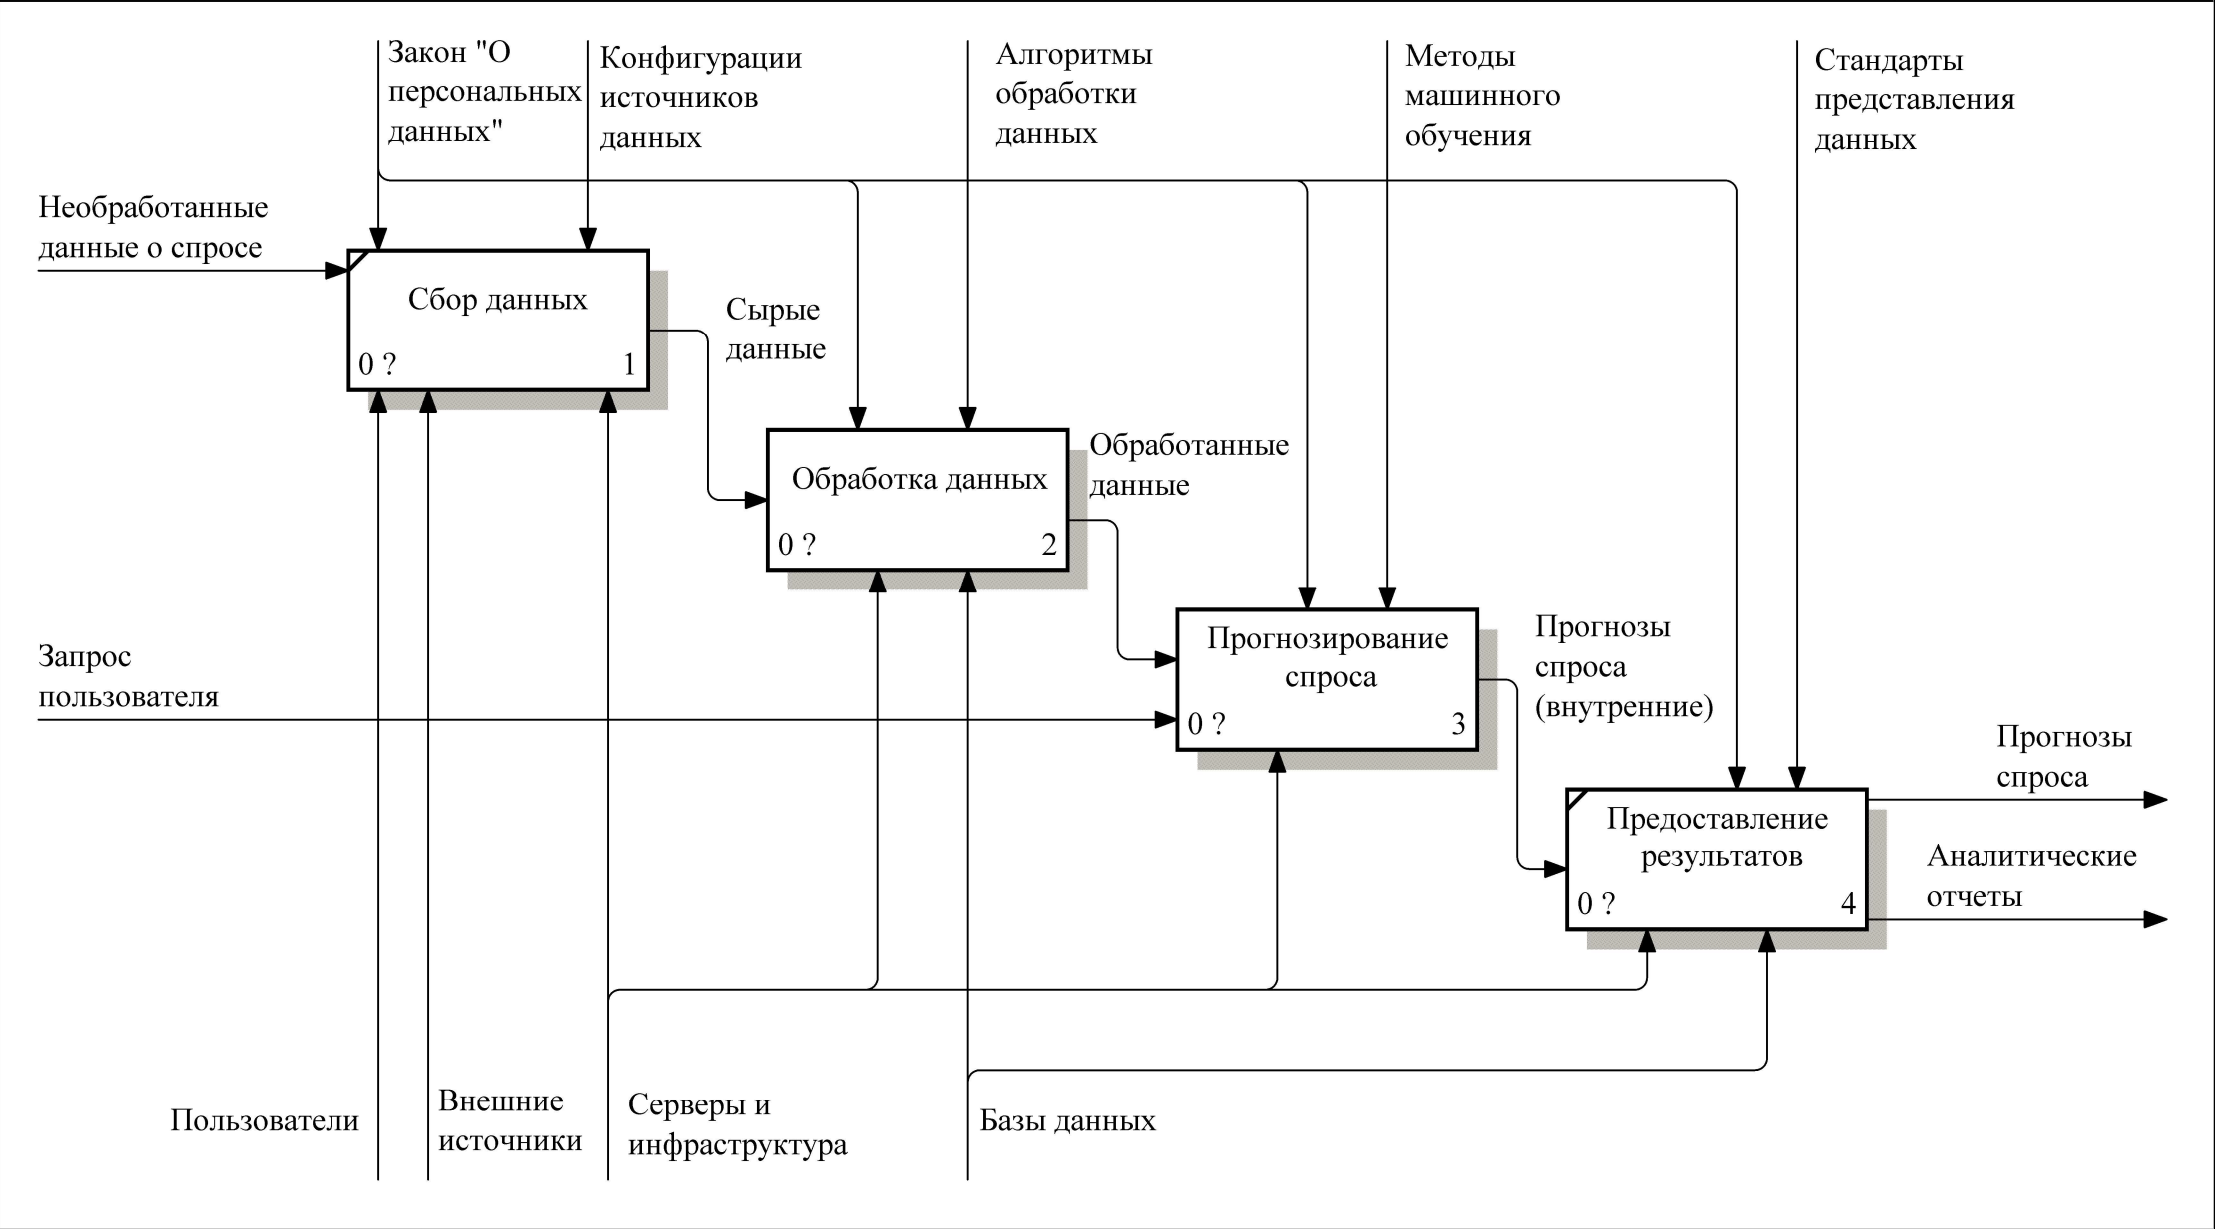 Закон "О
персональных
данных"
Конфигурации
источников
данных
Алгоритмы
обработки
данных
Методы
машинного
обучения
Стандарты
представления
данных
Необработанные
данные о спросе
Сбор данных
0 ?
1
Сырые
данные
Обработка данных
0 ?
2
Обработанные
данные
Запрос
пользователя
Прогнозирование
спроса
0 ?
3
Прогнозы
спроса
(внутренние)
Предоставление
результатов
0 ?
4
Прогнозы
спроса
Аналитические
отчеты
Пользователи
Внешние
источники
Серверы и
инфраструктура
Базы данных